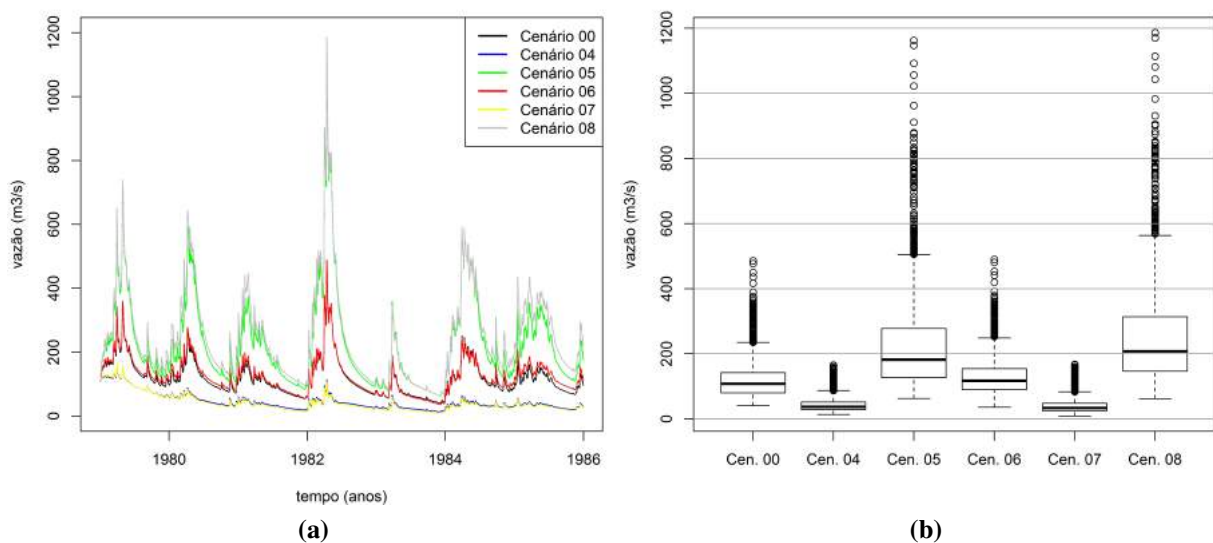 1200
1000
800
600
400
200
0
vazão (m3/s)
Cenário 00
Cenário 04
Cenário 05
Cenário 06
Cenário 07
Cenário 08
1980
1982
1984
1986
tempo (anos)
(a)
1200
1000
800
600
400
200
0
vazão (m3/s)
Cen. 00
Cen. 04
Cen. 05
Cen. 06
Cen. 07
Cen. 08
(b)